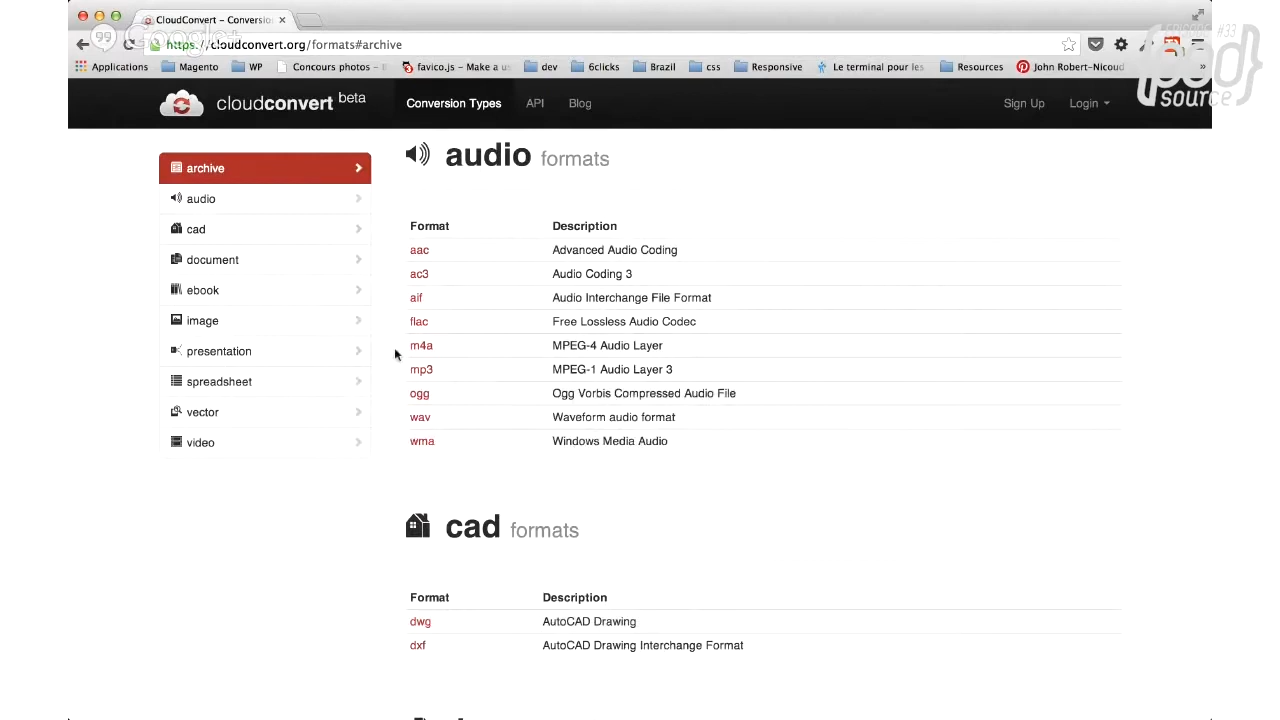 CloudConvert – Conversio
Google+
EPISODE #33
https://cloudconvert.org/formats#archive
Applications Magento WP Concours photos - favico.js – Make a dev 6clicks Brazil css Responsive Le terminal pour les Resources John Robert-Nicoud »
{pod}
source
cloudconvert beta Conversion Types API Blog Sign Up Login
audio formats
archive
audio
cad
document
ebook
image
presentation
spreadsheet
vector
video
Format Description
aac Advanced Audio Coding
ac3 Audio Coding 3
aif Audio Interchange File Format
flac Free Lossless Audio Codec
m4a MPEG-4 Audio Layer
mp3 MPEG-1 Audio Layer 3
ogg Ogg Vorbis Compressed Audio File
wav Waveform audio format
wma Windows Media Audio
cad formats
Format Description
dwg AutoCAD Drawing
dxf AutoCAD Drawing Interchange Format